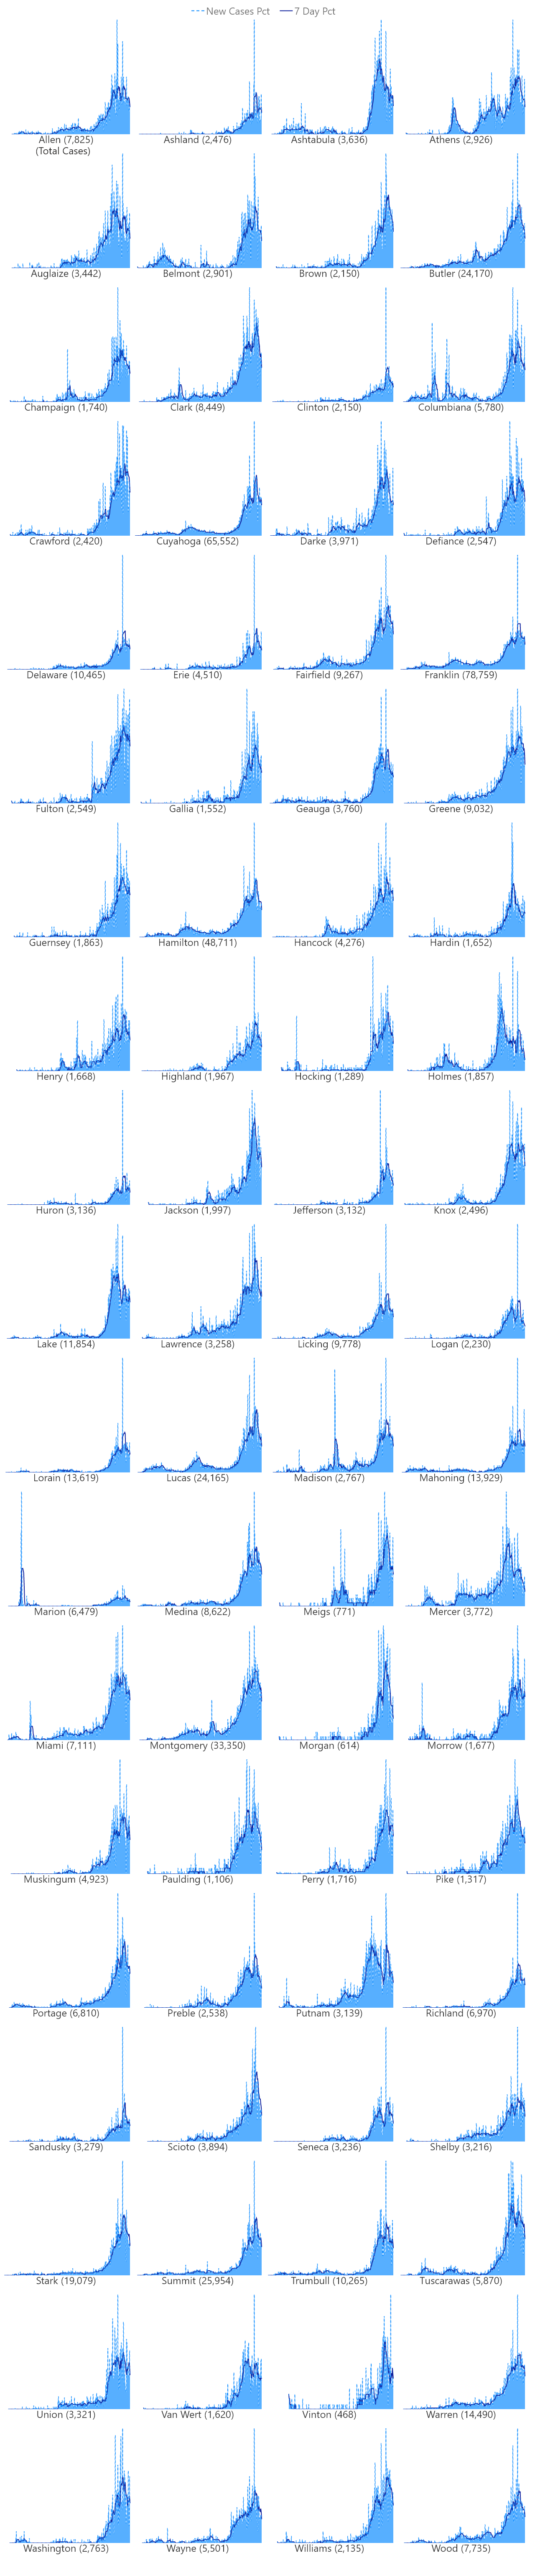 New Cases Pct 7 Day Pct
Allen (7,825) Ashland (2,476) Ashtabula (3,636) Athens (2,926)
(Total Cases)
Auglaize (3,442) Belmont (2,901) Brown (2,150) Butler (24,170)
Champaign (1,740) Clark (8,449) Clinton (2,150) Columbiana (5,780)
Crawford (2,420) Cuyahoga (65,552) Darke (3,971) Defiance (2,547)
Delaware (10,465) Erie (4,510) Fairfield (9,267) Franklin (78,759)
Fulton (2,549) Gallia (1,552) Geauga (3,760) Greene (9,032)
Guernsey (1,863) Hamilton (48,711) Hancock (4,276) Hardin (1,652)
Henry (1,668) Highland (1,967) Hocking (1,289) Holmes (1,857)
Huron (3,136) Jackson (1,997) Jefferson (3,132) Knox (2,496)
Lake (11,854) Lawrence (3,258) Licking (9,778) Logan (2,230)
Lorain (13,619) Lucas (24,165) Madison (2,767) Mahoning (13,929)
Marion (6,479) Medina (8,622) Meigs (771) Mercer (3,772)
Miami (7,111) Montgomery (33,350) Morgan (614) Morrow (1,677)
Muskingum (4,923) Paulding (1,106) Perry (1,716) Pike (1,317)
Portage (6,810) Preble (2,538) Putnam (3,139) Richland (6,970)
Sandusky (3,279) Scioto (3,894) Seneca (3,236) Shelby (3,216)
Stark (19,079) Summit (25,954) Trumbull (10,265) Tuscarawas (5,870)
Union (3,321) Van Wert (1,620) Vinton (468) Warren (14,490)
Washington (2,763) Wayne (5,501) Williams (2,135) Wood (7,735)